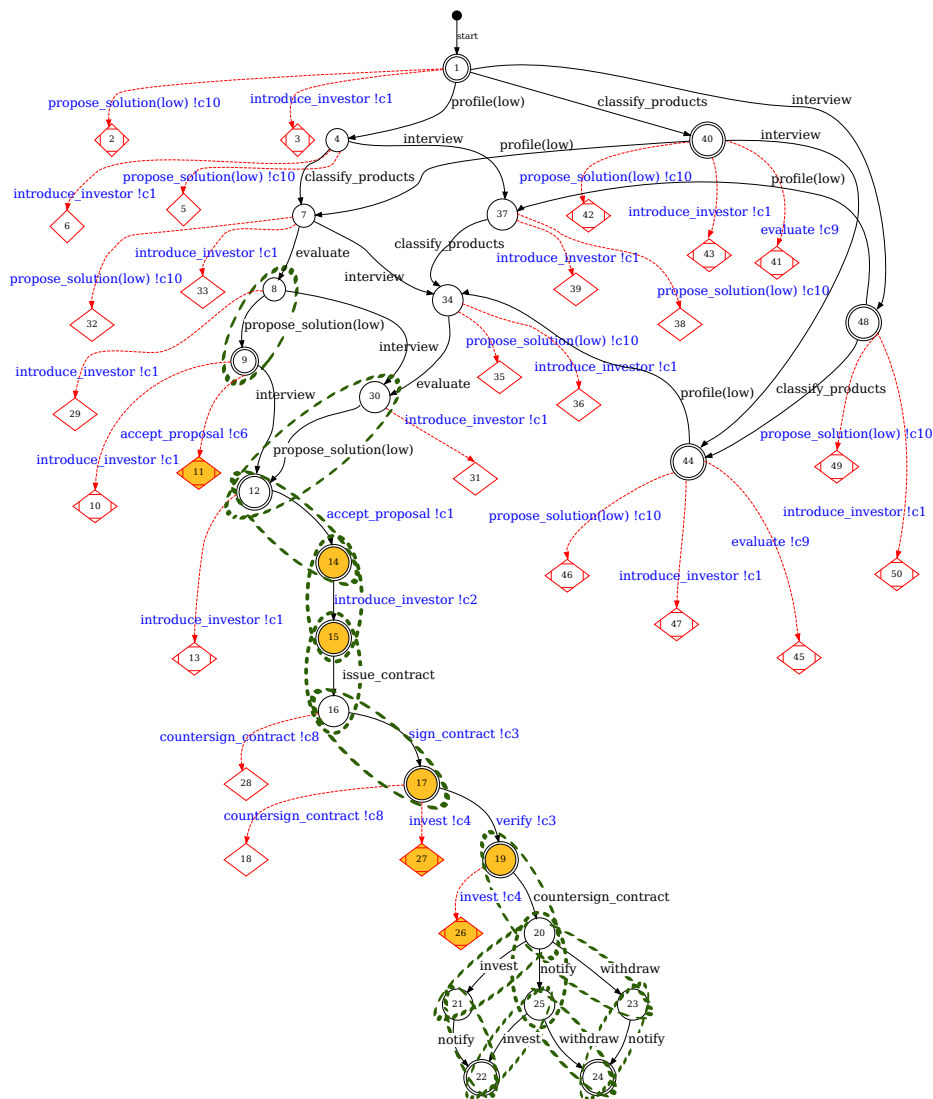 start
1
profile(low)
classify_products
interview
propose_solution(low) !c10
introduce_investor !c1
2
3
4
40
interview
profile(low)
interview
introduce_investor !c1
propose_solution(low) !c10
classify_products
propose_solution(low) !c10
profile(low)
6
5
7
37
42
introduce_investor !c1
evaluate !c9
43
41
propose_solution(low) !c10
introduce_investor !c1
evaluate
interview
classify_products
introduce_investor !c1
propose_solution(low) !c10
32
33
8
34
39
38
48
introduce_investor !c1
propose_solution(low)
interview
evaluate
propose_solution(low) !c10
introduce_investor !c1
profile(low)
classify_products
29
9
30
35
36
interview
introduce_investor !c1
accept_proposal !c6
introduce_investor !c1
propose_solution(low)
propose_solution(low) !c10
10
11
31
44
49
12
accept_proposal !c1
propose_solution(low) !c10
introduce_investor !c1
evaluate !c9
introduce_investor !c1
14
46
47
45
50
introduce_investor !c1
introduce_investor !c2
13
15
issue_contract
16
countersign_contract !c8
sign_contract !c3
28
17
countersign_contract !c8
invest !c4
verify !c3
18
27
19
invest !c4
countersign_contract
26
20
invest
notify
withdraw
21
25
23
notify
invest
withdraw
notify
22
24